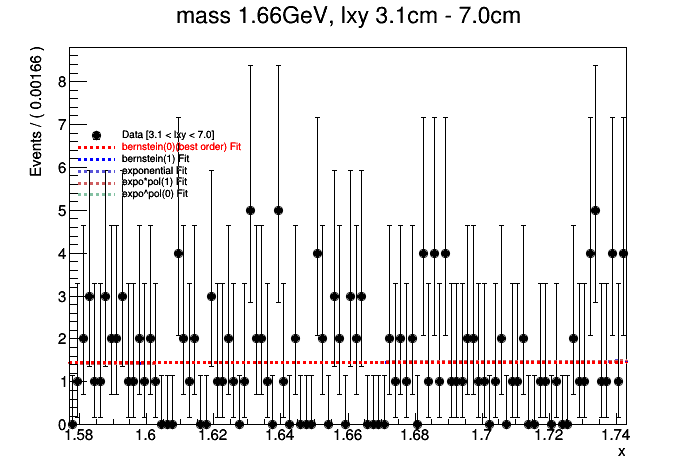 mass 1.66GeV, lxy 3.1cm - 7.0cm
Events / ( 0.00166 )
8
7
6
5
4
3
2
1
0
Data [3.1 < lxy < 7.0]
bernstein(0)(best order) Fit
bernstein(1) Fit
exponential Fit
expo*pol(1) Fit
expo^pol(0) Fit
1.58 1.6 1.62 1.64 1.66 1.68 1.7 1.72 1.74
x